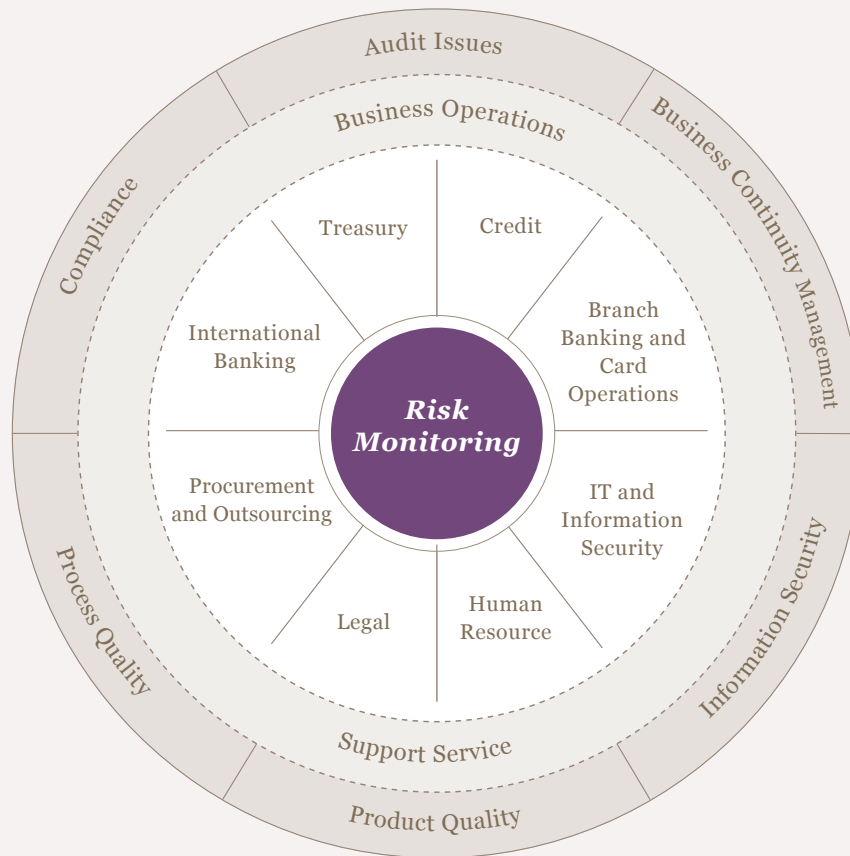 Audit Issues
Business Operations
Business Continuity Management
Compliance
Treasury
Credit
International
Banking
Branch
Banking and
Card
Operations
Risk
Monitoring
Procurement
and Outsourcing
IT and
Information
Security
Legal
Human
Resource
Process Quality
Information Security
Support Service
Product Quality